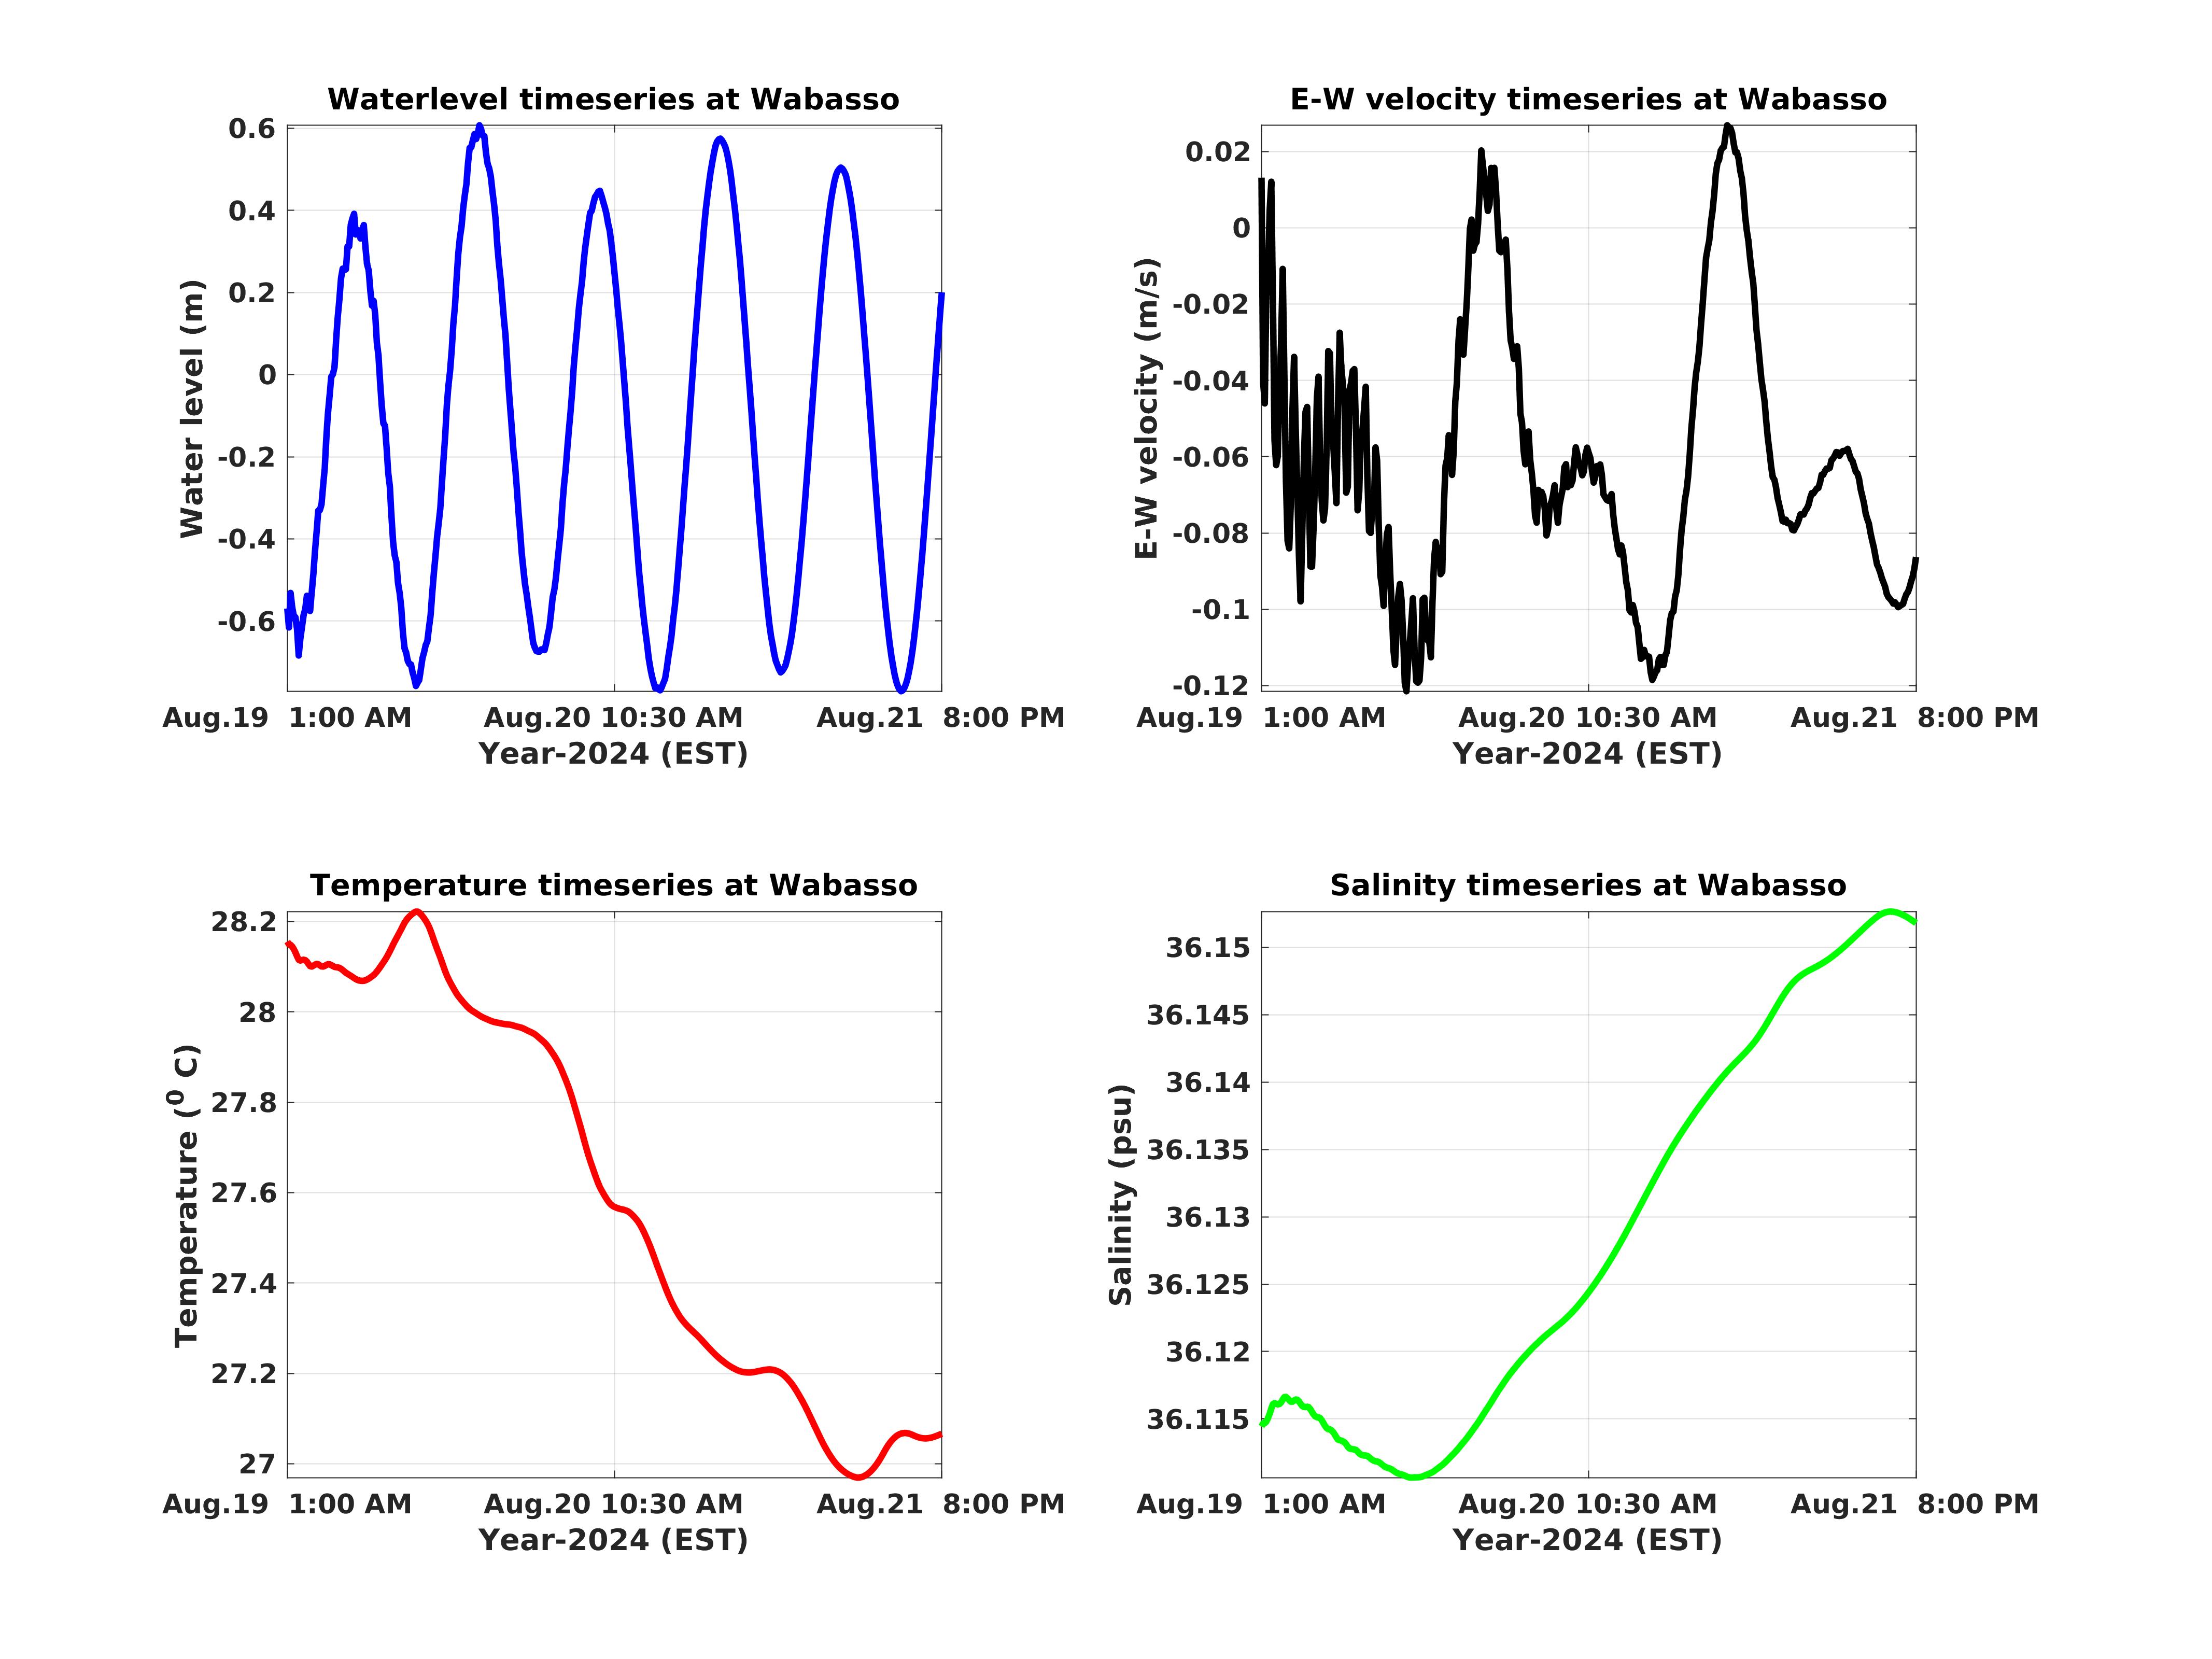 Waterlevel timeseries at Wabasso
0.6
0.4
0.2
0
-0.2
-0.4
-0.6
Water level (m)
Aug.19 1:00 AM
Aug.20 10:30 AM
Aug.21 8:00 PM
Year-2024 (EST)
E-W velocity timeseries at Wabasso
0.02
0
-0.02
-0.04
-0.06
-0.08
-0.1
-0.12
E-W velocity (m/s)
Aug.19 1:00 AM
Aug.20 10:30 AM
Aug.21 8:00 PM
Year-2024 (EST)
Temperature timeseries at Wabasso
28.2
28
27.8
27.6
27.4
27.2
27
Temperature (⁰ C)
Aug.19 1:00 AM
Aug.20 10:30 AM
Aug.21 8:00 PM
Year-2024 (EST)
Salinity timeseries at Wabasso
36.15
36.145
36.14
36.135
36.13
36.125
36.12
36.115
Salinity (psu)
Aug.19 1:00 AM
Aug.20 10:30 AM
Aug.21 8:00 PM
Year-2024 (EST)